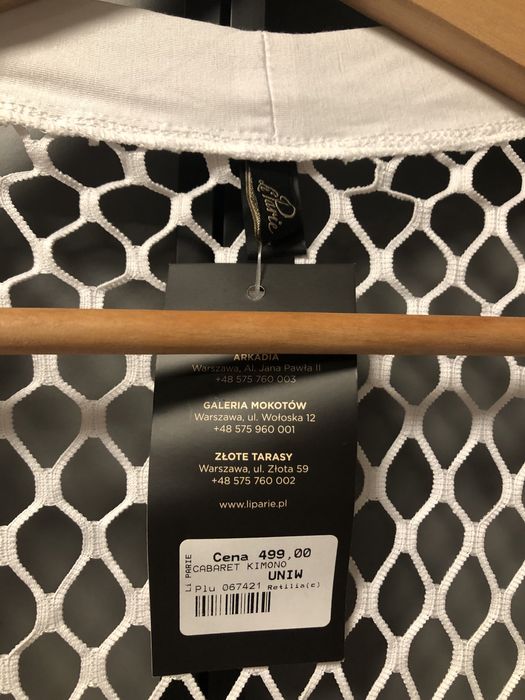 Li Parie
ARKADIA
Warszawa, Al. Jana Pawła II
+48 575 760 003
GALERIA MOKOTÓW
Warszawa, ul. Wołoska 12
+48 575 960 001
ZŁOTE TARASY
Warszawa, ul. Złota 59
+48 575 760 002
www.liparie.pl
LI PARIE
Cena 499,00
CABARET KIMONO
UNIW
Plu 067421 Retilia(c)